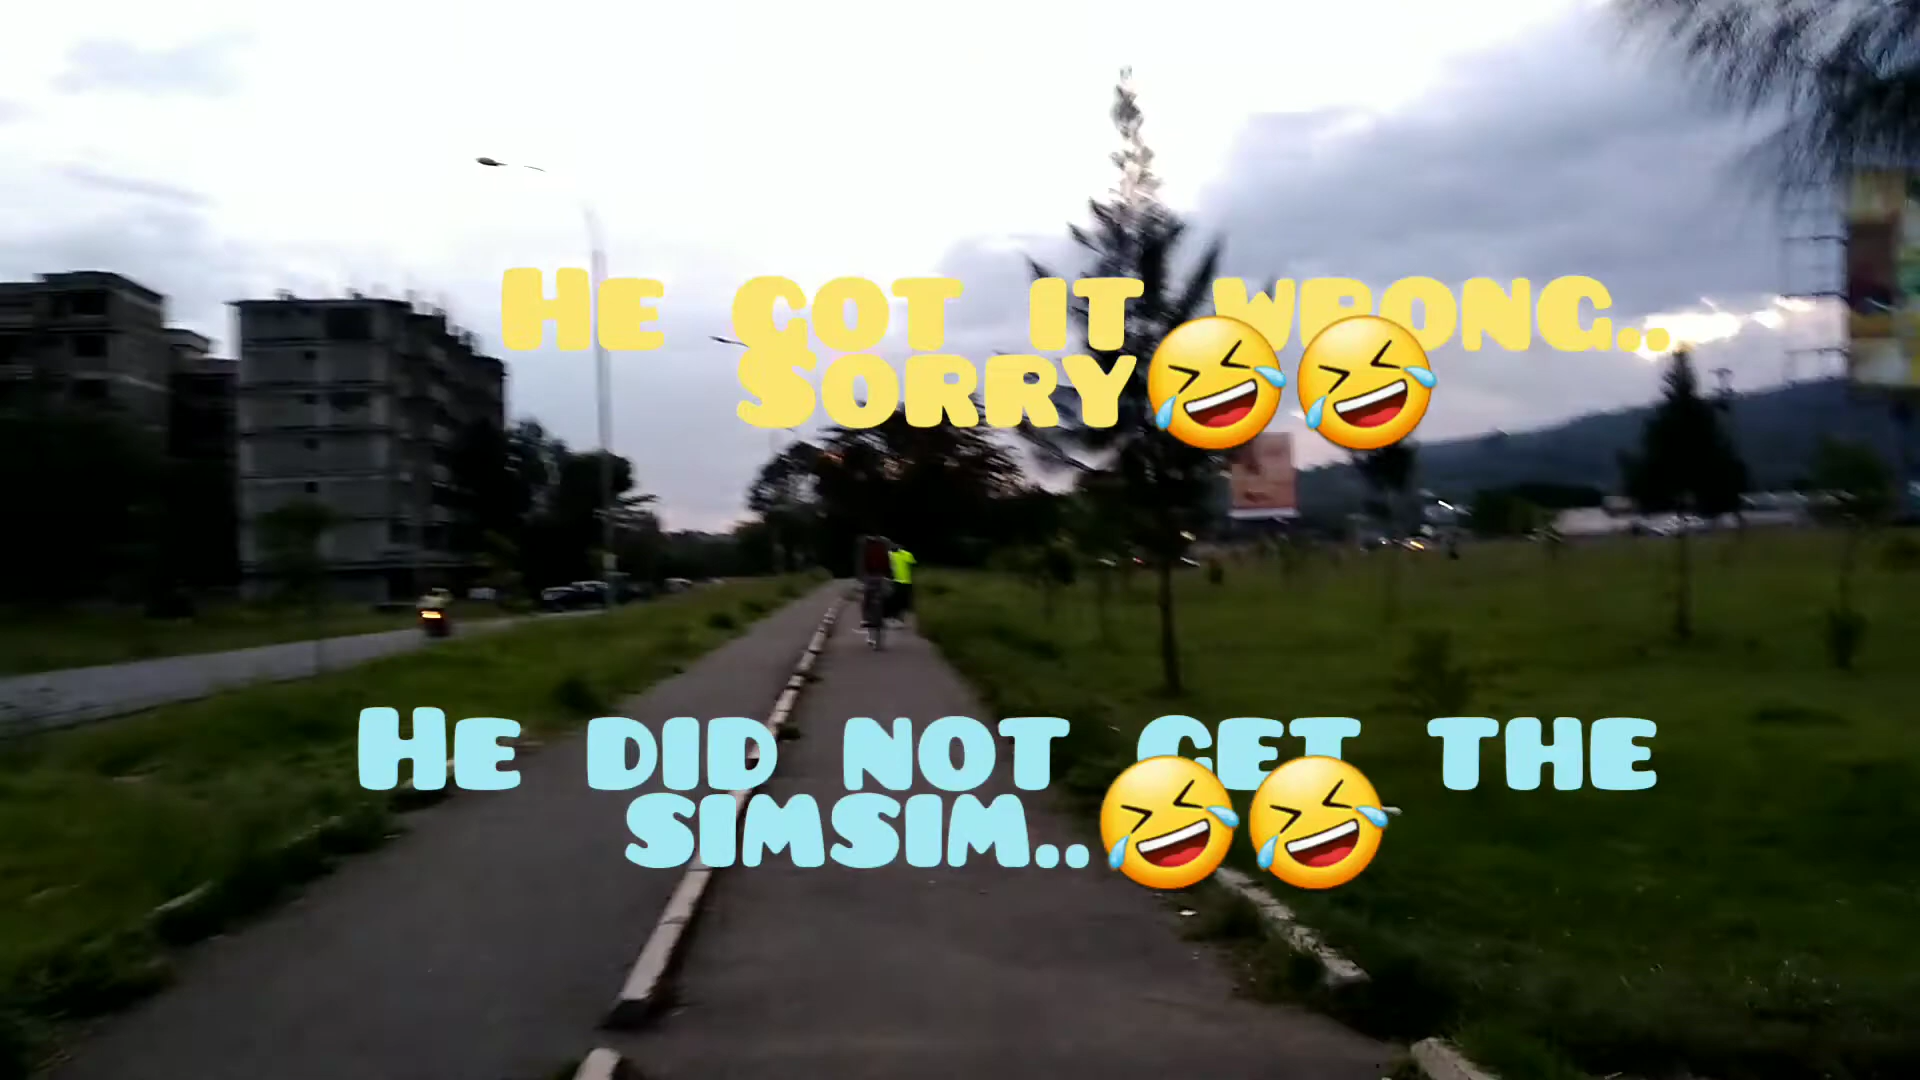 He got it wrong..
Sorry🤣🤣
He did not get the
simsim..🤣🤣